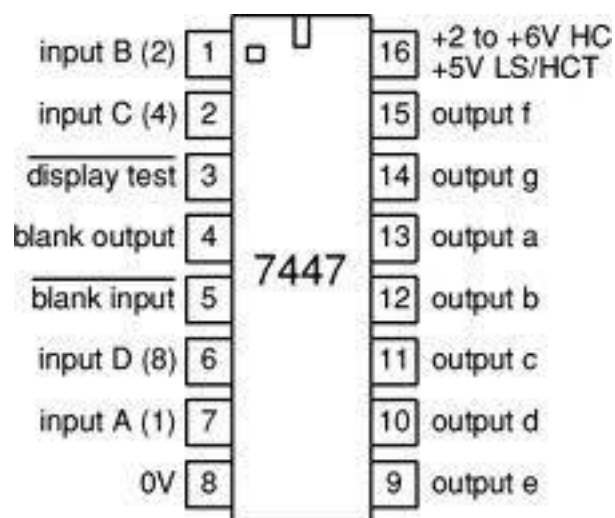 input B (2) 1
input C (4) 2
display test 3
blank output 4
blank input 5
input D (8) 6
input A (1) 7
0V 8
7447
16 +2 to +6V HC
+5V LS/HCT
15 output f
14 output g
13 output a
12 output b
11 output c
10 output d
9 output e